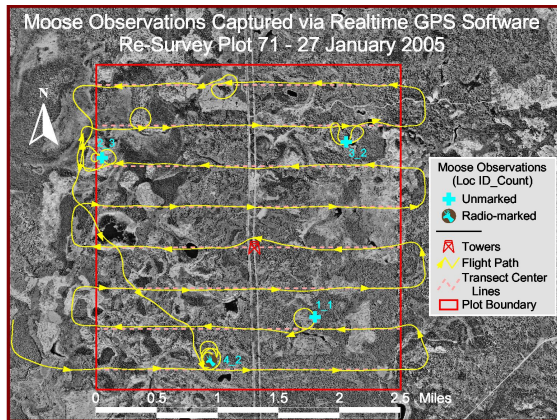 Moose Observations Captured via Realtime GPS Software
Re-Survey Plot 71 - 27 January 2005
N
3_2
1_1
4_2
Moose Observations
(Loc ID_Count)
Unmarked
Radio-marked
Towers
Flight Path
Transect Center
Lines
Plot Boundary
0 0.5 1 1.5 2 2.5 Miles